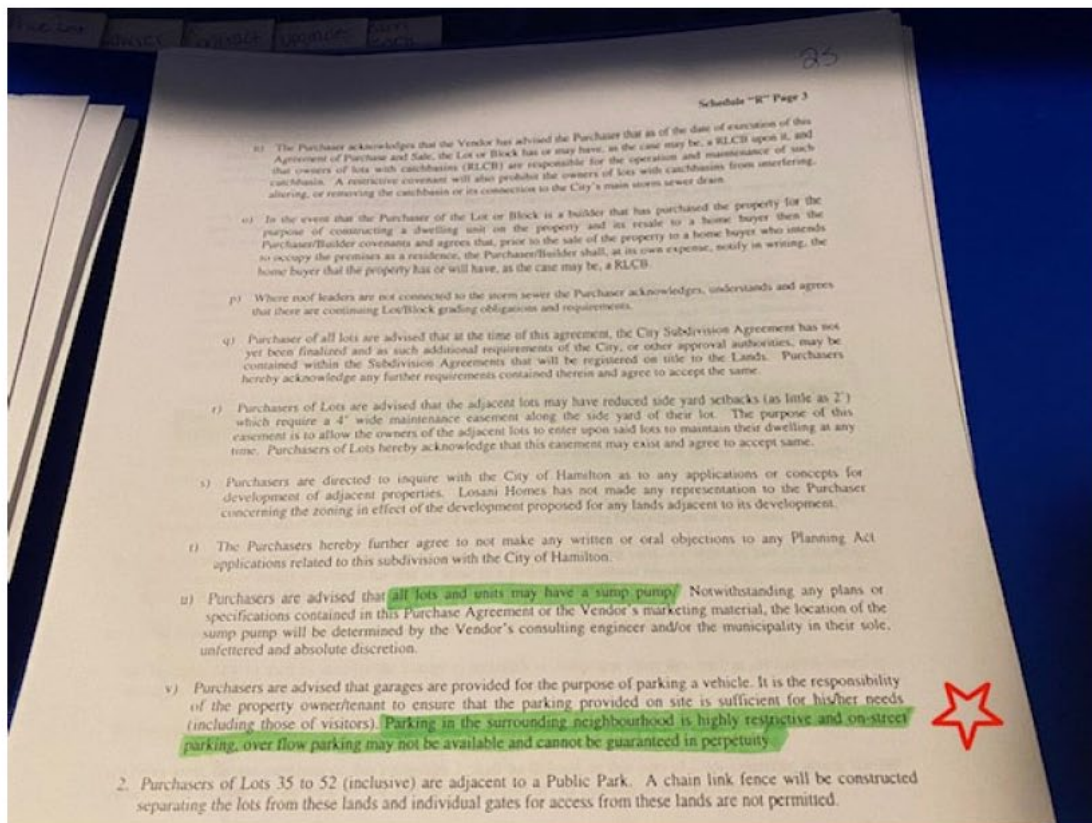 contract upgrades
25
Schedule "R" Page 3
n) The Purchaser acknowledges that the Vendor has advised the Purchaser that as of the date of execution of this
Agreement of Purchase and Sale, the Lot or Block has or may have, as the case may be, a RLCB upon it, and
that owners of lots with catchbasins (RLCB) are responsible for the operation and maintenance of such
catchbasin. A restrictive covenant will also prohibit the owners of lots with catchbasins from interfering,
altering, or removing the catchbasin or its connection to the City's main storm sewer drain.
o) In the event that the Purchaser of the Lot or Block is a builder that has purchased the property for the
purpose of constructing a dwelling unit on the property and its resale to a home buyer then the
Purchaser/Builder covenants and agrees that, prior to the sale of the property to a home buyer who intends
to occupy the premises as a residence, the Purchaser/Builder shall, at its own expense, notify in writing, the
home buyer that the property has or will have, as the case may be, a RLCB.
p) Where roof leaders are not connected to the storm sewer the Purchaser acknowledges, understands and agrees
that there are continuing Lot/Block grading obligations and requirements.
q) Purchaser of all lots are advised that at the time of this agreement, the City Subdivision Agreement has not
yet been finalized and as such additional requirements of the City, or other approval authorities, may be
contained within the Subdivision Agreements that will be registered on title to the Lands. Purchasers
hereby acknowledge any further requirements contained therein and agree to accept the same.
r) Purchasers of Lots are advised that the adjacent lots may have reduced side yard setbacks (as little as 2')
which require a 4' wide maintenance easement along the side yard of their lot. The purpose of this
easement is to allow the owners of the adjacent lots to enter upon said lots to maintain their dwelling at any
time. Purchasers of Lots hereby acknowledge that this easement may exist and agree to accept same.
s) Purchasers are directed to inquire with the City of Hamilton as to any applications or concepts for
development of adjacent properties. Losani Homes has not made any representation to the Purchaser
concerning the zoning in effect of the development proposed for any lands adjacent to its development.
t) The Purchasers hereby further agree to not make any written or oral objections to any Planning Act
applications related to this subdivision with the City of Hamilton.
u) Purchasers are advised that all lots and units may have a sump pump. Notwithstanding any plans or
specifications contained in this Purchase Agreement or the Vendor's marketing material, the location of the
sump pump will be determined by the Vendor's consulting engineer and/or the municipality in their sole,
unfettered and absolute discretion.
v) Purchasers are advised that garages are provided for the purpose of parking a vehicle. It is the responsibility
of the property owner/tenant to ensure that the parking provided on site is sufficient for his/her needs
(including those of visitors). Parking in the surrounding neighbourhood is highly restrictive and on-street
parking, over flow parking may not be available and cannot be guaranteed in perpetuity.
2. Purchasers of Lots 35 to 52 (inclusive) are adjacent to a Public Park. A chain link fence will be constructed
separating the lots from these lands and individual gates for access from these lands are not permitted.